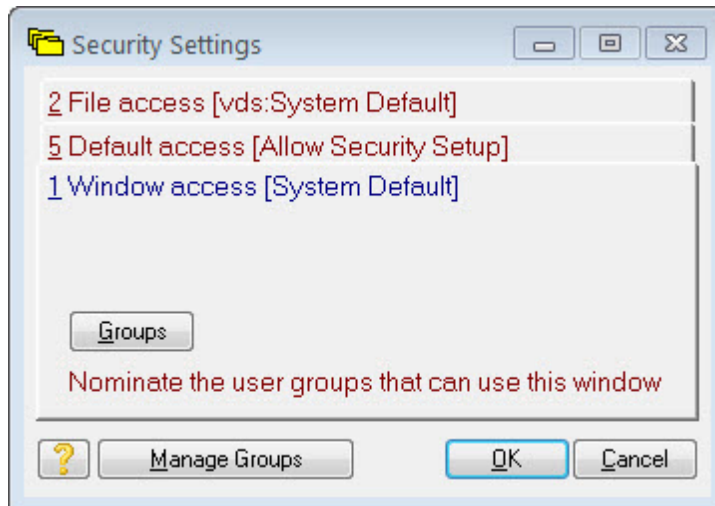 Security Settings
2 File access [vds:System Default]
5 Default access [Allow Security Setup]
1 Window access [System Default]
Groups
Nominate the user groups that can use this window
? Manage Groups OK Cancel